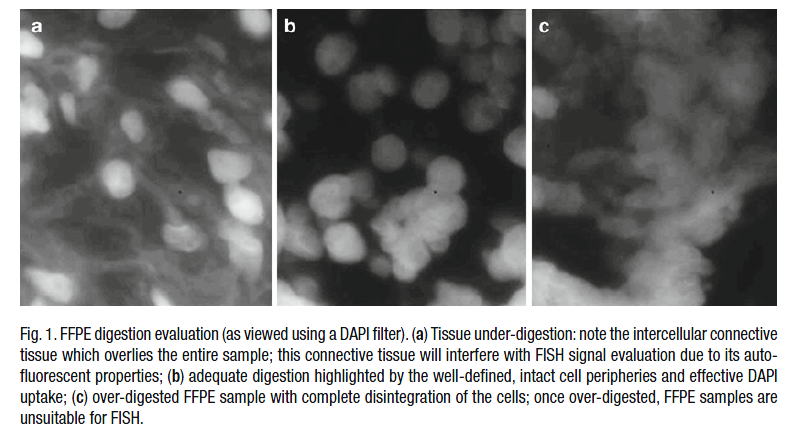 a
b
c
Fig. 1. FFPE digestion evaluation (as viewed using a DAPI filter). (a) Tissue under-digestion: note the intercellular connective
tissue which overlies the entire sample; this connective tissue will interfere with FISH signal evaluation due to its auto-
fluorescent properties; (b) adequate digestion highlighted by the well-defined, intact cell peripheries and effective DAPI
uptake; (c) over-digested FFPE sample with complete disintegration of the cells; once over-digested, FFPE samples are
unsuitable for FISH.